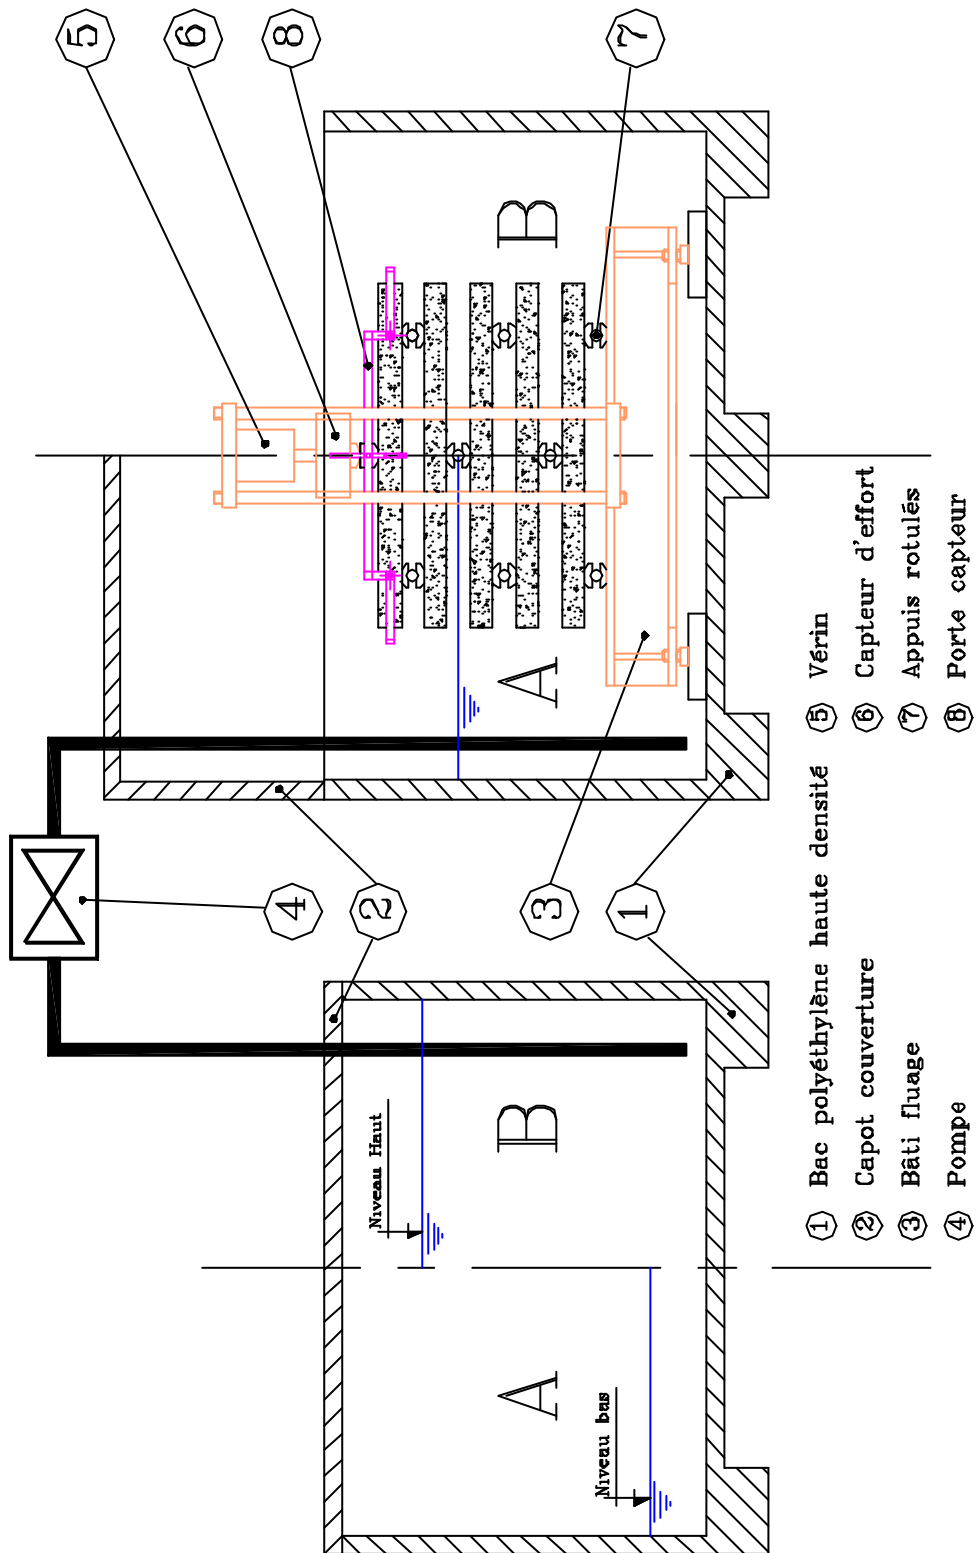 5
6
4
8
Niveau Haut
2
A
B
A
B
3
Niveau bas
1
7
1 Bac polyéthylène haute densité
2 Capot couverture
3 Bâti fluage
4 Pompe
5 Vérin
6 Capteur d'effort
7 Appuis rotulés
8 Porte capteur